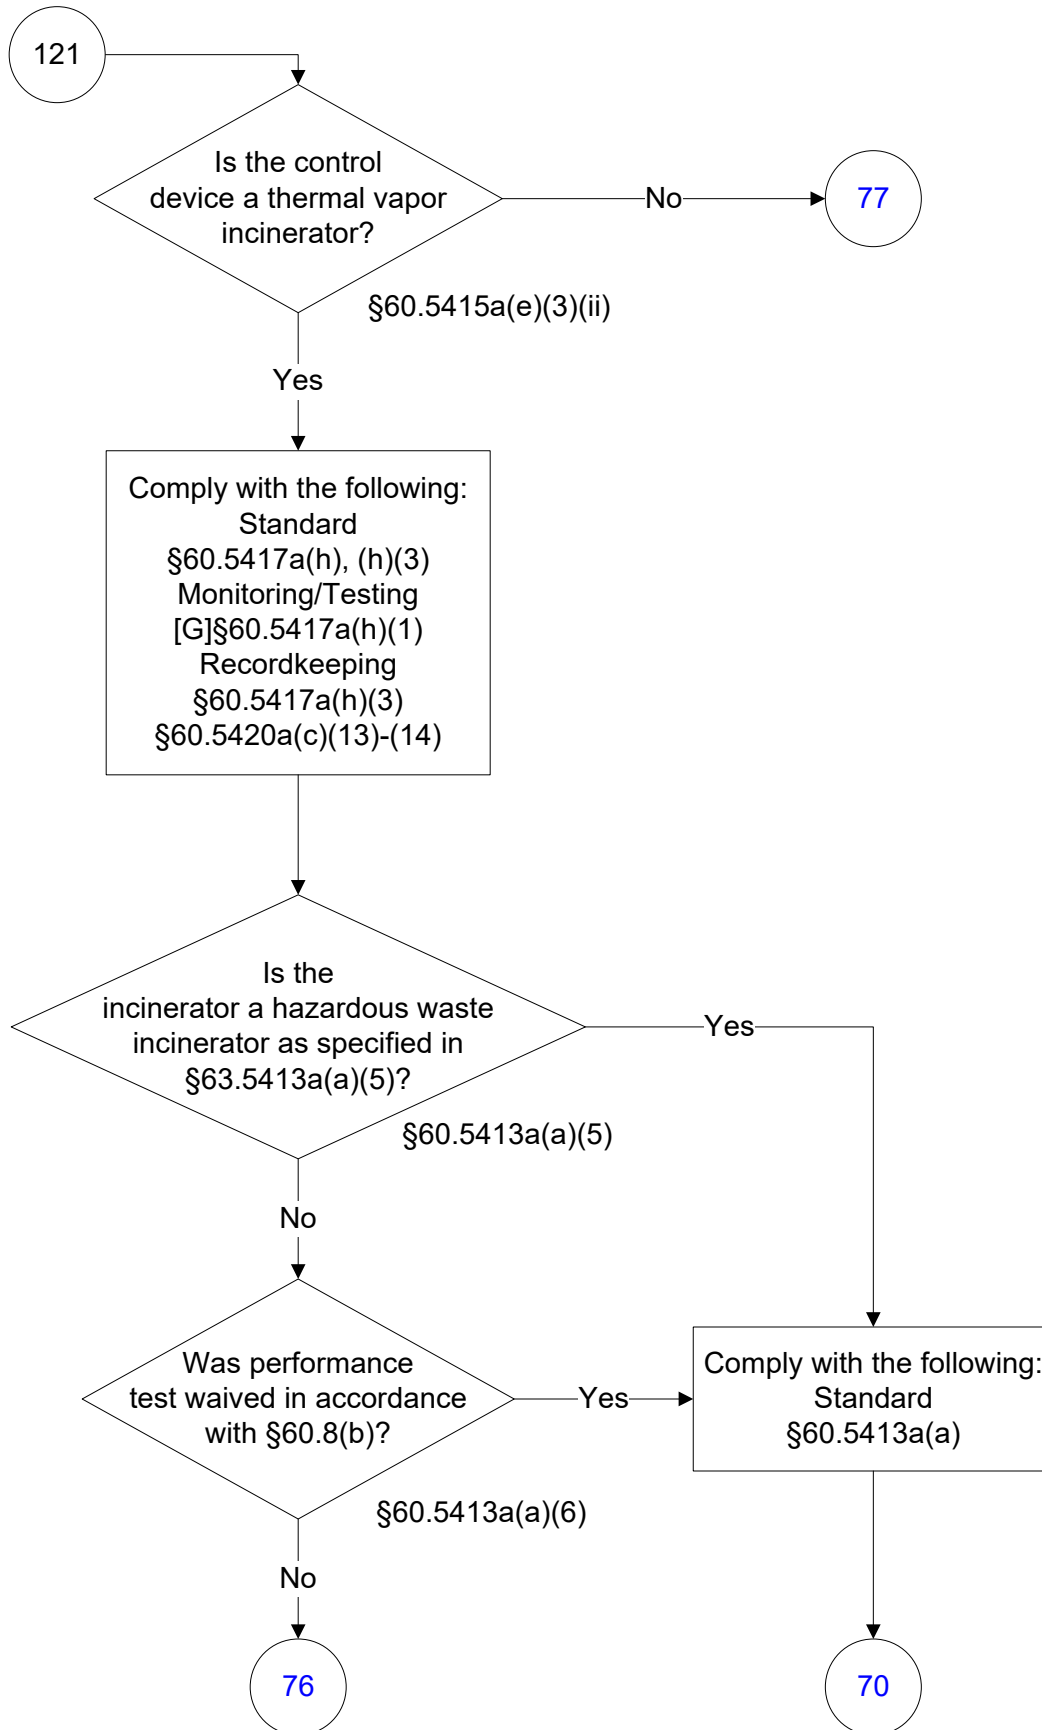 121
Is the control
device a thermal vapor
incinerator?
No
77
§60.5415a(e)(3)(ii)
Yes
Comply with the following:
Standard
§60.5417a(h), (h)(3)
Monitoring/Testing
[G]§60.5417a(h)(1)
Recordkeeping
§60.5417a(h)(3)
§60.5420a(c)(13)-(14)
Is the
incinerator a hazardous waste
incinerator as specified in
§63.5413a(a)(5)?
Yes
§60.5413a(a)(5)
No
Was performance
test waived in accordance
with §60.8(b)?
Yes
Comply with the following:
Standard
§60.5413a(a)
§60.5413a(a)(6)
No
76
70